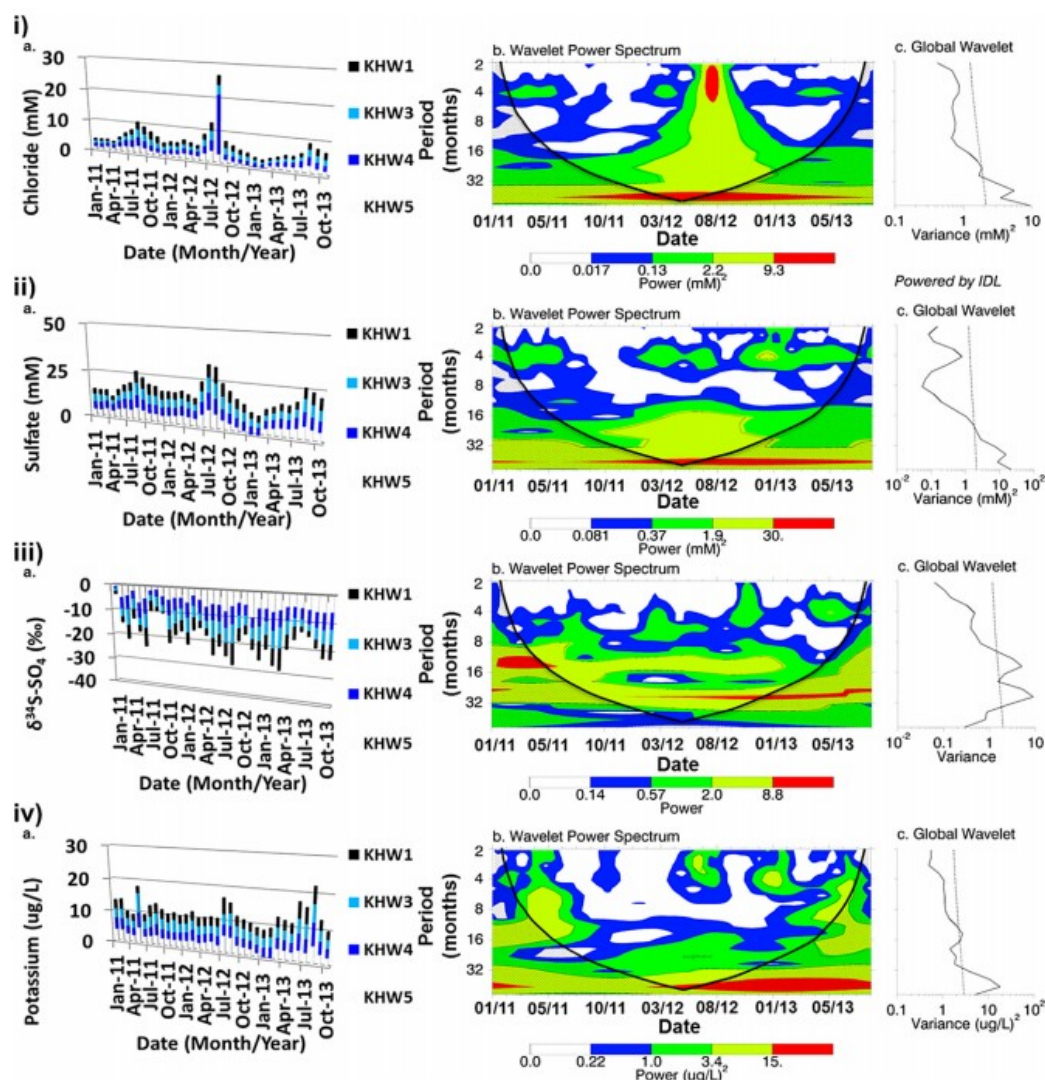 i)
a.
30
20
10
0
Chloride (mM)
Jan-11
Apr-11
Jul-11
Oct-11
Jan-12
Apr-12
Jul-12
Oct-12
Jan-13
Apr-13
Jul-13
Oct-13
Date (Month/Year)
KHW1
KHW3
KHW4
KHW5
b. Wavelet Power Spectrum
Period
(months)
2
4
8
16
32
01/11 05/11 10/11 03/12 08/12 01/13 05/13
Date
0.0 0.017 0.13 2.2 9.3
Power (mM)2
c. Global Wavelet
0.1 1 10
Variance (mM)2
Powered by IDL
ii)
a.
50
25
0
Sulfate (mM)
Jan-11
Apr-11
Jul-11
Oct-11
Jan-12
Apr-12
Jul-12
Oct-12
Jan-13
Apr-13
Jul-13
Oct-13
Date (Month/Year)
KHW1
KHW3
KHW4
KHW5
b. Wavelet Power Spectrum
Period
(months)
2
4
8
16
32
01/11 05/11 10/11 03/12 08/12 01/13 05/13
Date
0.0 0.081 0.37 1.9 30.
Power (mM)2
c. Global Wavelet
10-2 0.1 1 10 102
Variance (mM)2
iii)
a.
0
-10
-20
-30
-40
δ34S-SO4 (‰)
Jan-11
Apr-11
Jul-11
Oct-11
Jan-12
Apr-12
Jul-12
Oct-12
Jan-13
Apr-13
Jul-13
Oct-13
Date (Month/Year)
KHW1
KHW3
KHW4
KHW5
b. Wavelet Power Spectrum
Period
(months)
2
4
8
16
32
01/11 05/11 10/11 03/12 08/12 01/13 05/13
Date
0.0 0.14 0.57 2.0 8.8
Power
c. Global Wavelet
10-2 0.1 1 10
Variance
iv)
a.
30
20
10
0
Potassium (ug/L)
Jan-11
Apr-11
Jul-11
Oct-11
Jan-12
Apr-12
Jul-12
Oct-12
Jan-13
Apr-13
Jul-13
Oct-13
Date (Month/Year)
KHW1
KHW3
KHW4
KHW5
b. Wavelet Power Spectrum
Period
(months)
2
4
8
16
32
01/11 05/11 10/11 03/12 08/12 01/13 05/13
Date
0.0 0.22 1.0 3.4 15.
Power (ug/L)2
c. Global Wavelet
0.1 1 10 102
Variance (ug/L)2